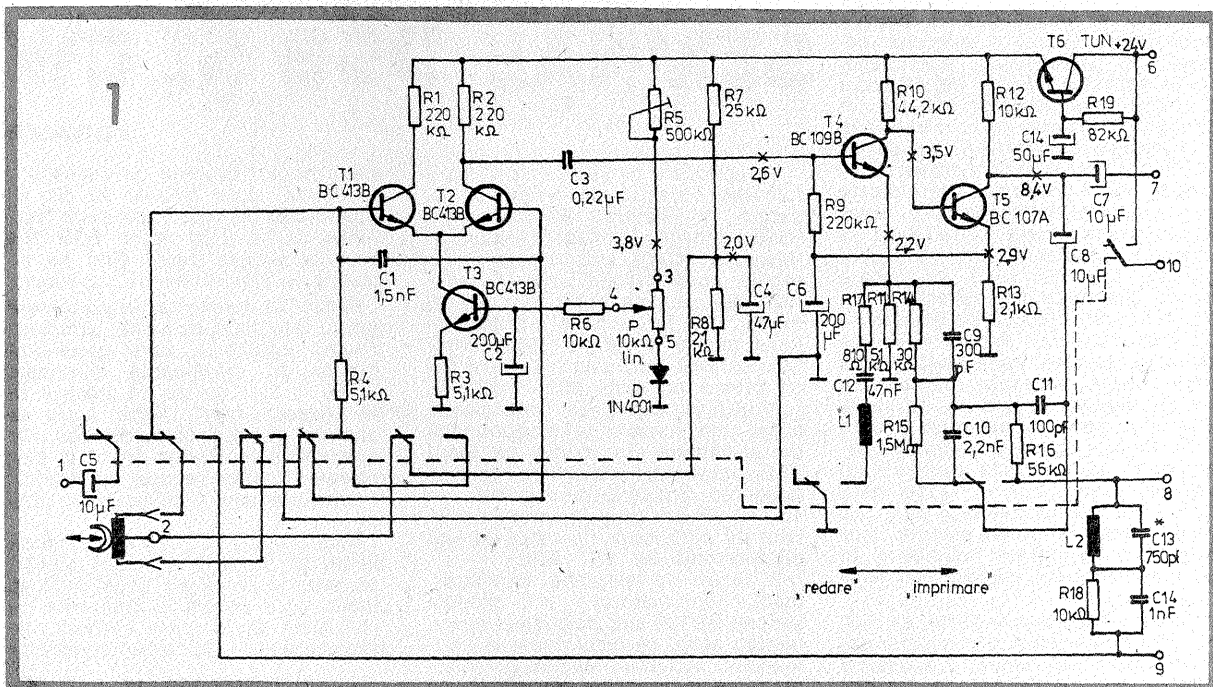 1
T6 TUN +24V
6
R1
220
kΩ
R2
220
kΩ
R5
500kΩ
R7
25kΩ
R10
44,2kΩ
R12
10kΩ
R19
82kΩ
C14
50µF
T4
BC109B
T1
BC413B
T2
BC413B
C3
0,22µF
2,6V
3,5V
8,4V
7
C7
10µF
T5
BC107A
R9
220kΩ
3,8V
2,0V
2,2V
2,9V
C8
10µF
10
C1
1,5nF
T3
BC413B
3
4
P
10kΩ
lin.
5
R6
10kΩ
200µF
C2
R8
2,1
kΩ
C4
47µF
C6
200
µF
R17
R11
R14
810
Ω
51
kΩ
30
kΩ
R13
2,1kΩ
C9
300
pF
R4
5,1kΩ
R3
5,1kΩ
D
1N4001
C12
47nF
L1
R15
1,5M
C10
2,2nF
C11
100pF
R16
56kΩ
1
C5
10µF
2
8
„redare”
„imprimare”
L2
*
C13
750pF
R18
10kΩ
C14
1nF
9